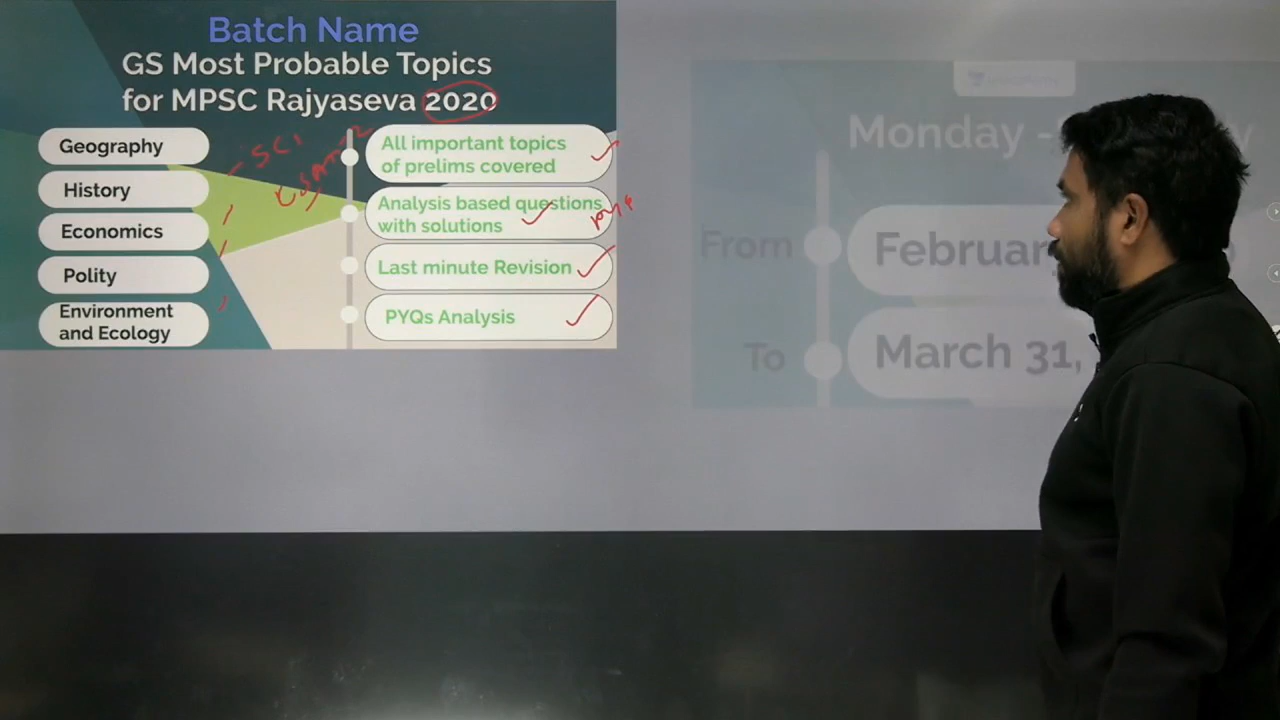 Batch Name
GS Most Probable Topics
for MPSC Rajyaseva 2020
Geography
History
Economics
Polity
Environment
and Ecology
SCI
All important topics
of prelims covered
Analysis based questions
with solutions
Last minute Revision
PYQs Analysis
Monday -
From
To
March 31,